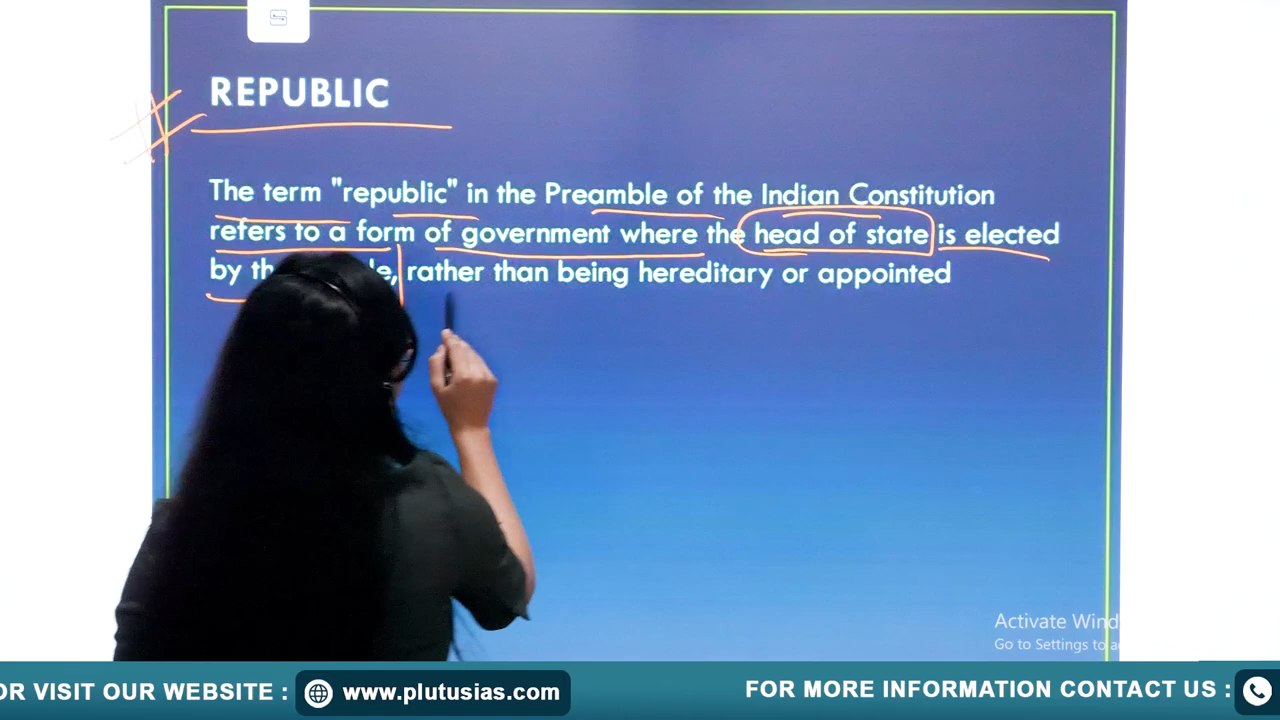 REPUBLIC
The term "republic" in the Preamble of the Indian Constitution
refers to a form of government where the head of state is elected
by rather than being hereditary or appointed
Activate Wind
Go to Settings to a
OR VISIT OUR WEBSITE : www.plutusias.com FOR MORE INFORMATION CONTACT US :